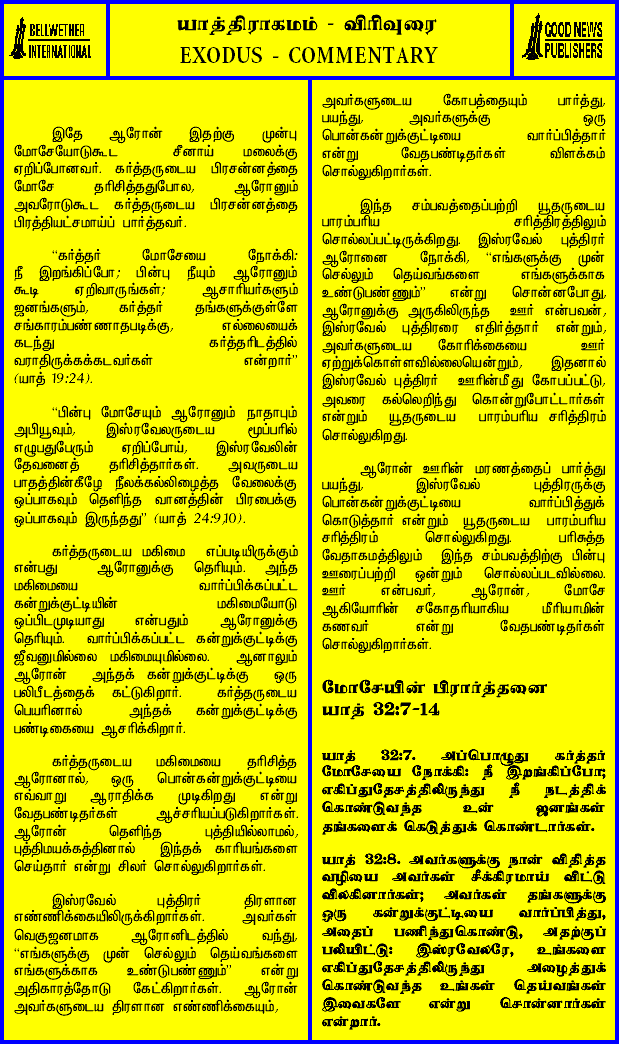 BELLWETHER
INTERNATIONAL
யாத்திராகமம் - விரிவுரை
EXODUS - COMMENTARY
GOOD NEWS
PUBLISHERS
இதே ஆரோன் இதற்கு முன்பு
மோசேயோடுகூட சீனாய் மலைக்கு
ஏறிப்போனவர். கர்த்தருடைய பிரசன்னத்தை
மோசே தரிசித்ததுபோல, ஆரோனும்
அவரோடுகூட கர்த்தருடைய பிரசன்னத்தை
பிரத்தியட்சமாய்ப் பார்த்தவர்.
“கர்த்தர் மோசேயை நோக்கி:
நீ இறங்கிப்போ; பின்பு நீயும் ஆரோனும்
கூடி ஏறிவாருங்கள்; ஆசாரியர்களும்
ஜனங்களும், கர்த்தர் தங்களுக்குள்ளே
சங்காரம்பண்ணாதபடிக்கு, எல்லையைக்
கடந்து கர்த்தரிடத்தில்
வராதிருக்கக்கடவர்கள் என்றார்”
(யாத் 19:24).
“பின்பு மோசேயும் ஆரோனும் நாதாபும்
அபியூவும், இஸ்ரவேலருடைய மூப்பரில்
எழுபதுபேரும் ஏறிப்போய், இஸ்ரவேலின்
தேவனைத் தரிசித்தார்கள். அவருடைய
பாதத்தின்கீழே நீலக்கல்லிழைத்த வேலைக்கு
ஒப்பாகவும் தெளிந்த வானத்தின் பிரபைக்கு
ஒப்பாகவும் இருந்தது” (யாத் 24:9,10).
கர்த்தருடைய மகிமை எப்படியிருக்கும்
என்பது ஆரோனுக்கு தெரியும். அந்த
மகிமையை வார்ப்பிக்கப்பட்ட
கன்றுக்குட்டியின் மகிமையோடு
ஒப்பிடமுடியாது என்பதும் ஆரோனுக்கு
தெரியும். வார்ப்பிக்கப்பட்ட கன்றுக்குட்டிக்கு
ஜீவனுமில்லை மகிமையுமில்லை. ஆனாலும்
ஆரோன் அந்தக் கன்றுக்குட்டிக்கு ஒரு
பலிபீடத்தைக் கட்டுகிறார். கர்த்தருடைய
பெயரினால் அந்தக் கன்றுக்குட்டிக்கு
பண்டிகையை ஆசரிக்கிறார்.
கர்த்தருடைய மகிமையை தரிசித்த
ஆரோனால், ஒரு பொன்கன்றுக்குட்டியை
எவ்வாறு ஆராதிக்க முடிகிறது என்று
வேதபண்டிதர்கள் ஆச்சரியப்படுகிறார்கள்.
ஆரோன் தெளிந்த புத்தியில்லாமல்,
புத்திமயக்கத்தினால் இந்தக் காரியங்களை
செய்தார் என்று சிலர் சொல்லுகிறார்கள்.
இஸ்ரவேல் புத்திரர் திரளான
எண்ணிக்கையிலிருக்கிறார்கள். அவர்கள்
வெகுஜனமாக ஆரோனிடத்தில் வந்து,
“எங்களுக்கு முன் செல்லும் தெய்வங்களை
எங்களுக்காக உண்டுபண்ணும்” என்று
அதிகாரத்தோடு கேட்கிறார்கள். ஆரோன்
அவர்களுடைய திரளான எண்ணிக்கையும்,
அவர்களுடைய கோபத்தையும் பார்த்து,
பயந்து, அவர்களுக்கு ஒரு
பொன்கன்றுக்குட்டியை வார்ப்பித்தார்
என்று வேதபண்டிதர்கள் விளக்கம்
சொல்லுகிறார்கள்.
இந்த சம்பவத்தைப்பற்றி யூதருடைய
பாரம்பரிய சரித்திரத்திலும்
சொல்லப்பட்டிருக்கிறது. இஸ்ரவேல் புத்திரர்
ஆரோனை நோக்கி, “எங்களுக்கு முன்
செல்லும் தெய்வங்களை எங்களுக்காக
உண்டுபண்ணும்” என்று சொன்னபோது,
ஆரோனுக்கு அருகிலிருந்த ஊர் என்பவன்,
இஸ்ரவேல் புத்திரரை எதிர்த்தார் என்றும்,
அவர்களுடைய கோரிக்கையை ஊர்
ஏற்றுக்கொள்ளவில்லையென்றும், இதனால்
இஸ்ரவேல் புத்திரர் ஊரின்மீது கோபப்பட்டு,
அவரை கல்லெறிந்து கொன்றுபோட்டார்கள்
என்றும் யூதருடைய பாரம்பரிய சரித்திரம்
சொல்லுகிறது.
ஆரோன் ஊரின் மரணத்தைப் பார்த்து
பயந்து, இஸ்ரவேல் புத்திரருக்கு
பொன்கன்றுக்குட்டியை வார்ப்பித்துக்
கொடுத்தார் என்றும் யூதருடைய பாரம்பரிய
சரித்திரம் சொல்லுகிறது. பரிசுத்த
வேதாகமத்திலும் இந்த சம்பவத்திற்கு பின்பு
ஊரைப்பற்றி ஒன்றும் சொல்லப்படவில்லை.
ஊர் என்பவர், ஆரோன், மோசே
ஆகியோரின் சகோதரியாகிய மீரியாமின்
கணவர் என்று வேதபண்டிதர்கள்
சொல்லுகிறார்கள்.
மோசேயின் பிரார்த்தனை
யாத் 32:7-14
யாத் 32:7. அப்பொழுது கர்த்தர்
மோசேயை நோக்கி: நீ இறங்கிப்போ;
எகிப்துதேசத்திலிருந்து நீ நடத்திக்
கொண்டுவந்த உன் ஜனங்கள்
தங்களைக் கெடுத்துக் கொண்டார்கள்.
யாத் 32:8. அவர்களுக்கு நான் விதித்த
வழியை அவர்கள் சீக்கிரமாய் விட்டு
விலகினார்கள்; அவர்கள் தங்களுக்கு
ஒரு கன்றுக்குட்டியை வார்ப்பித்து,
அதைப் பணிந்துகொண்டு, அதற்குப்
பலியிட்டு: இஸ்ரவேலரே, உங்களை
எகிப்துதேசத்திலிருந்து அழைத்துக்
கொண்டுவந்த உங்கள் தெய்வங்கள்
இவைகளே என்று சொன்னார்கள்
என்றார்.